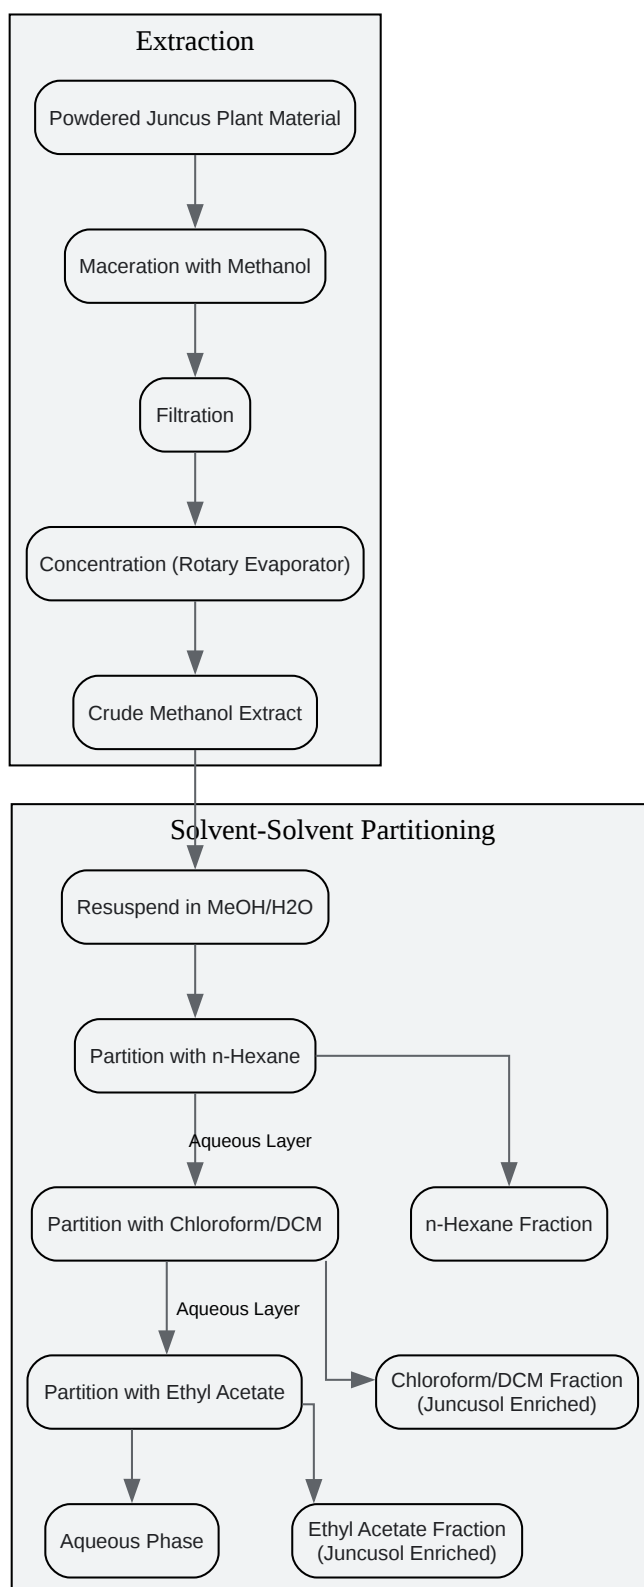 Extraction
Powdered Juncus Plant Material
Maceration with Methanol
Filtration
Concentration (Rotary Evaporator)
Crude Methanol Extract
Solvent-Solvent Partitioning
Resuspend in MeOH/H2O
Partition with n-Hexane
Aqueous Layer
Partition with Chloroform/DCM
n-Hexane Fraction
Aqueous Layer
Partition with Ethyl Acetate
Chloroform/DCM Fraction
(Juncusol Enriched)
Aqueous Phase
Ethyl Acetate Fraction
(Juncusol Enriched)